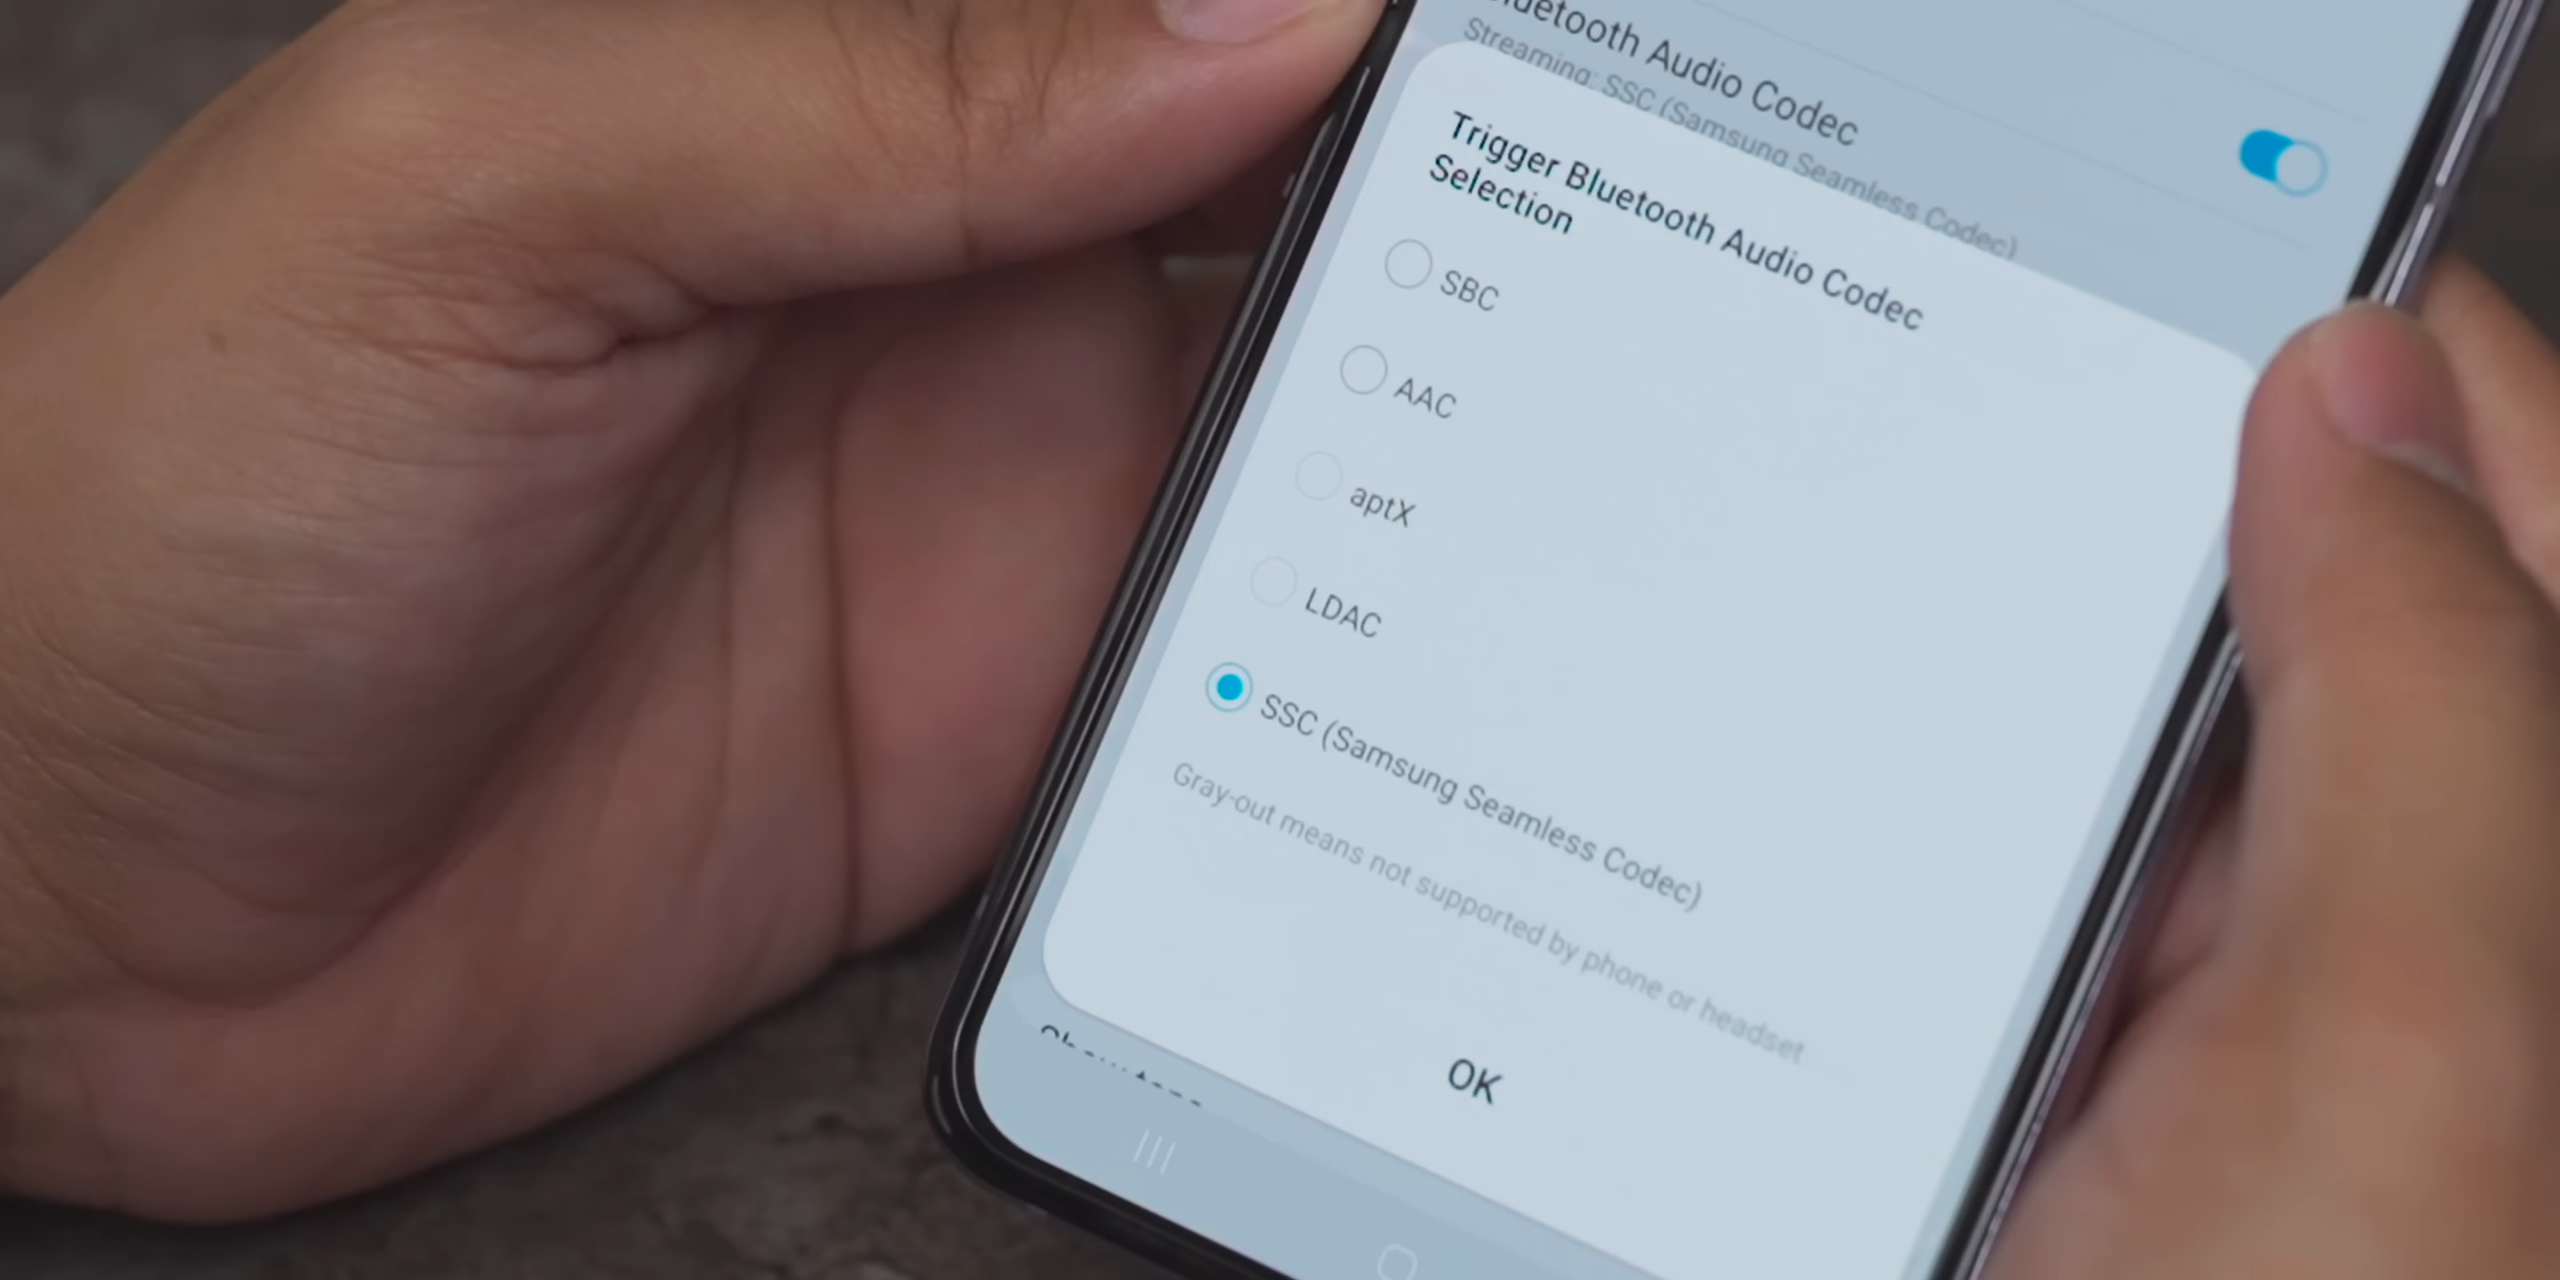 Bluetooth Audio Codec
Streaming: SSC (Samsung Seamless Codec)
Trigger Bluetooth Audio Codec
Selection
SBC
AAC
aptX
LDAC
SSC (Samsung Seamless Codec)
Gray-out means not supported by phone or headset
OK